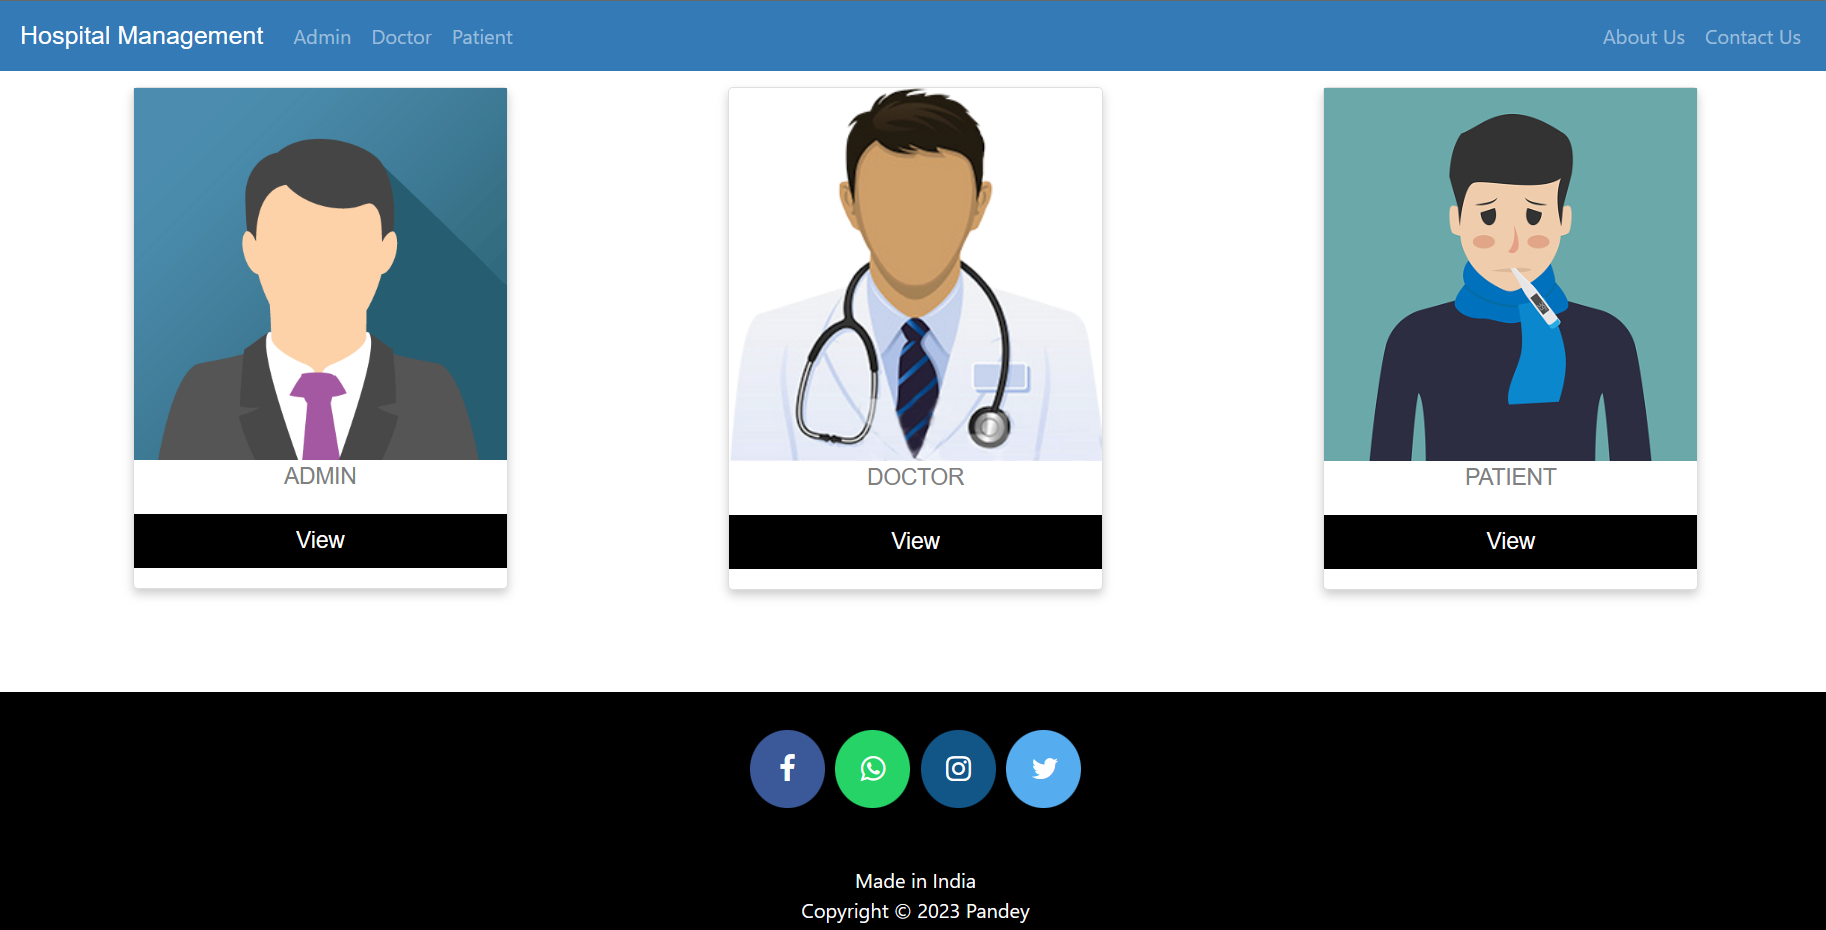 Hospital Management Admin Doctor Patient About Us Contact Us
ADMIN
View
DOCTOR
View
PATIENT
View
Made in India
Copyright © 2023 Pandey